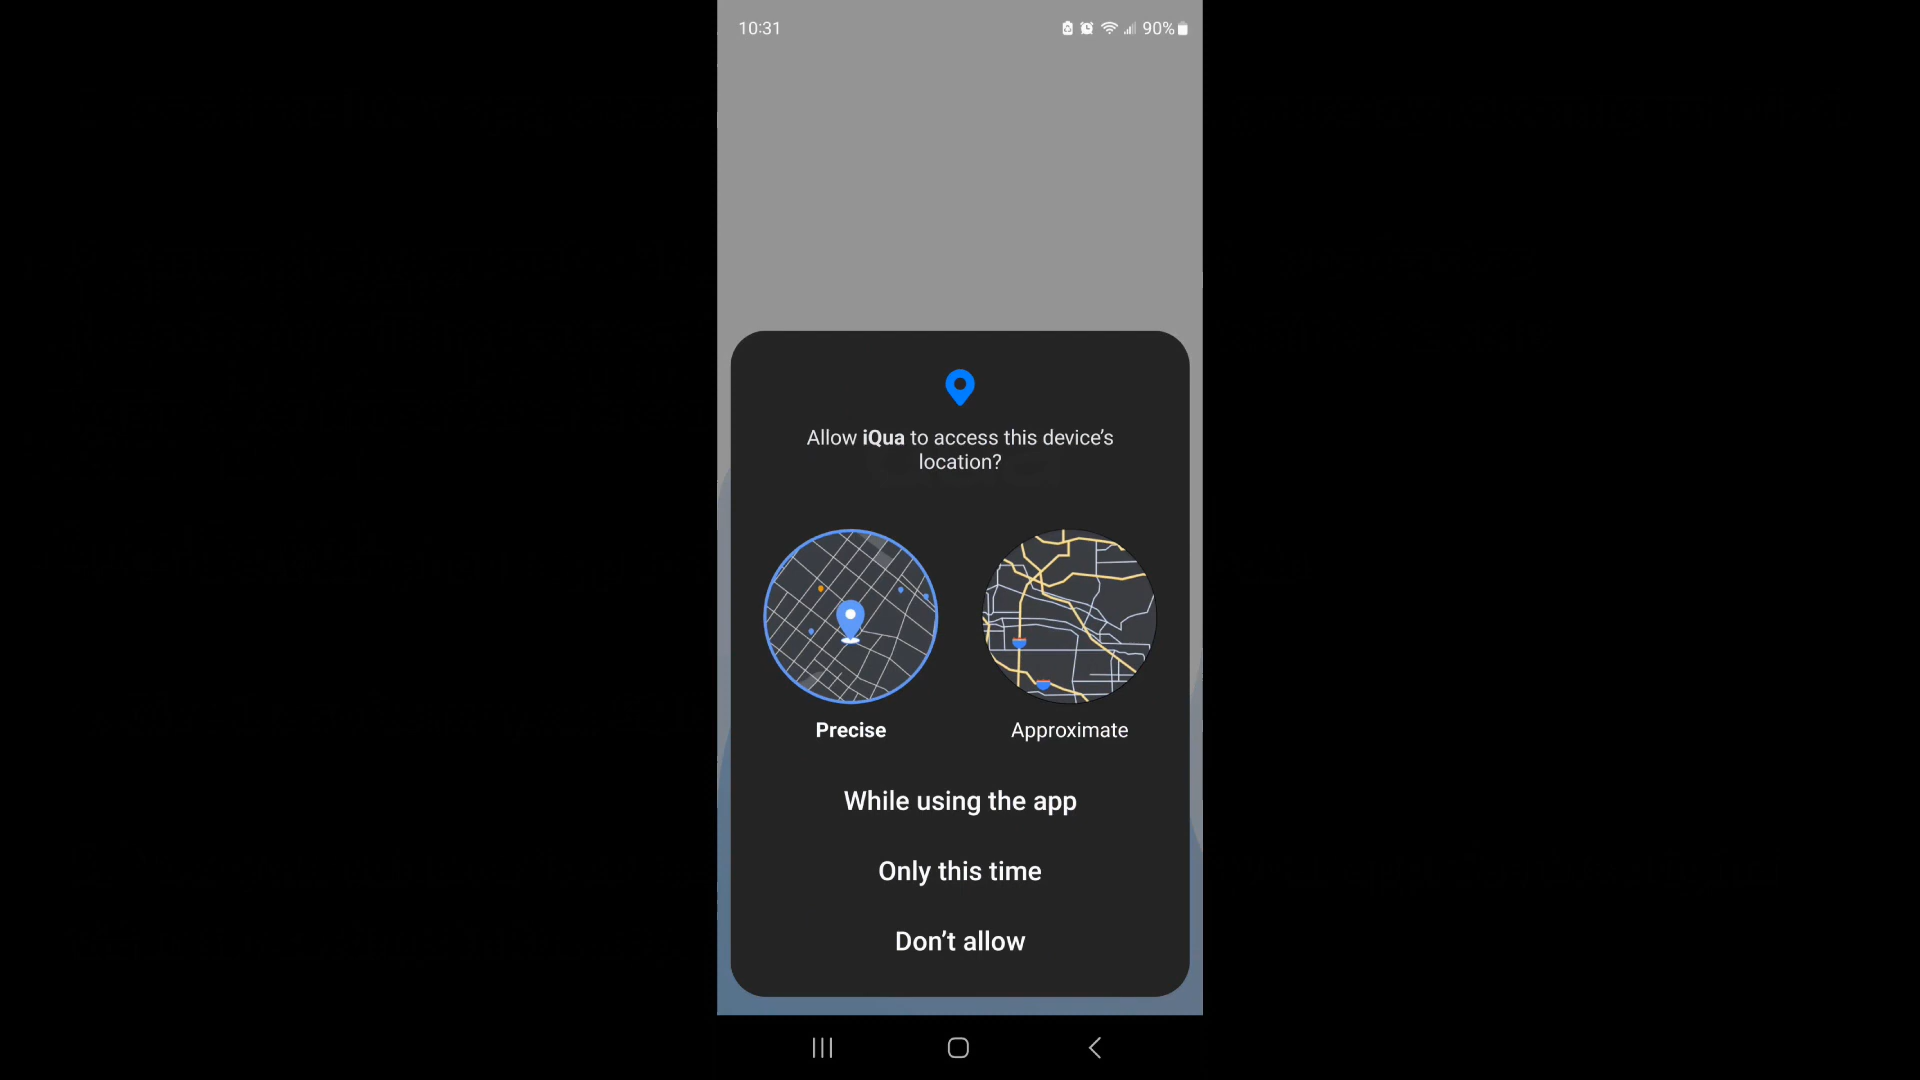 10:31
90%
Allow iQua to access this device’s
location?
Precise
Approximate
While using the app
Only this time
Don’t allow